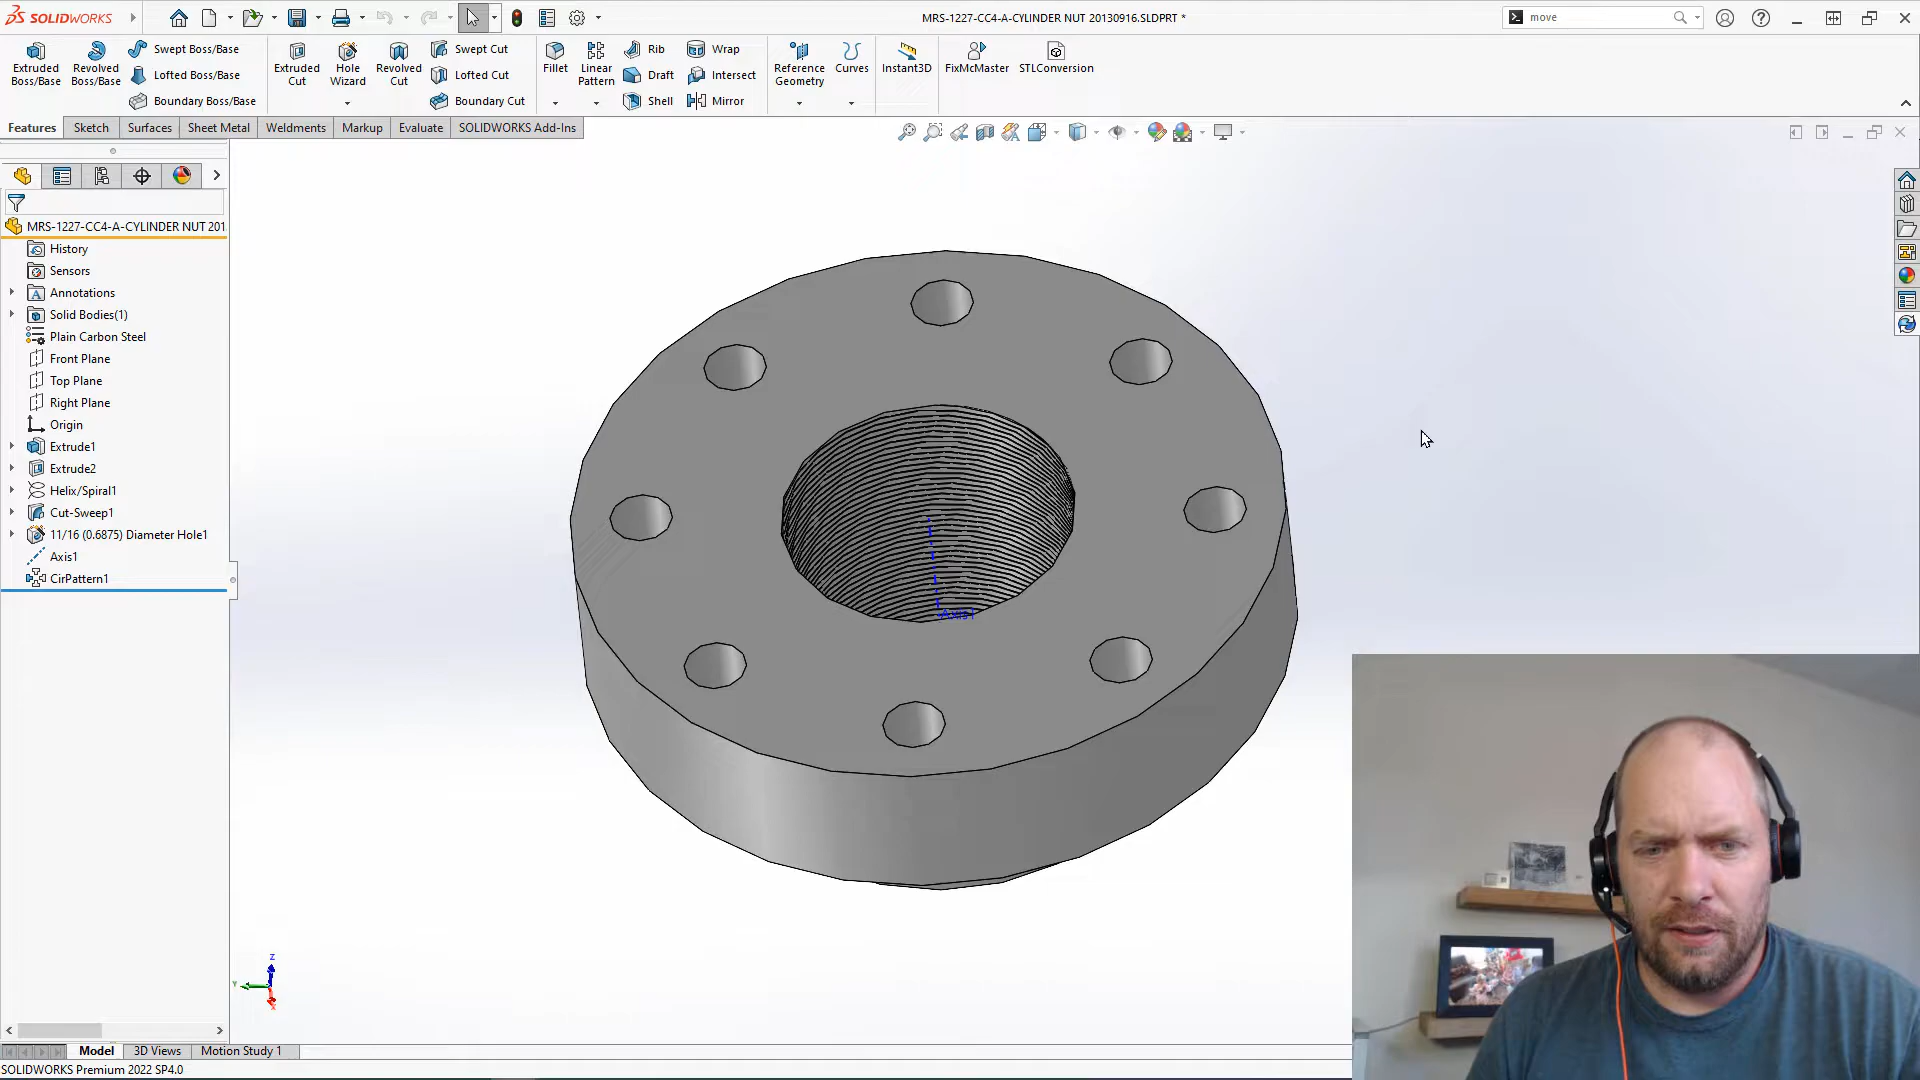 SOLIDWORKS
MRS-1227-CC4-A-CYLINDER NUT 20130916.SLDPRT *
move
Extruded Boss/Base
Revolved Boss/Base
Swept Boss/Base
Lofted Boss/Base
Boundary Boss/Base
Extruded Cut
Hole Wizard
Revolved Cut
Swept Cut
Lofted Cut
Boundary Cut
Fillet
Linear Pattern
Rib
Draft
Shell
Wrap
Intersect
Mirror
Reference Geometry
Curves
Instant3D
FixMcMaster
STLConversion
Features
Sketch
Surfaces
Sheet Metal
Weldments
Markup
Evaluate
SOLIDWORKS Add-Ins
MRS-1227-CC4-A-CYLINDER NUT 201
History
Sensors
Annotations
Solid Bodies(1)
Plain Carbon Steel
Front Plane
Top Plane
Right Plane
Origin
Extrude1
Extrude2
Helix/Spiral1
Cut-Sweep1
11/16 (0.6875) Diameter Hole1
Axis1
CirPattern1
Axis1
Z
Y
X
Model
3D Views
Motion Study 1
SOLIDWORKS Premium 2022 SP4.0